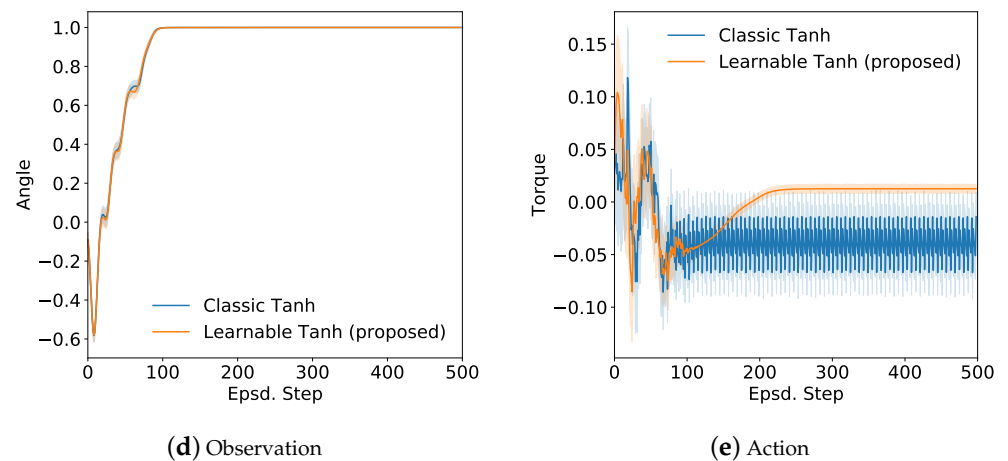 1.0
0.8
0.6
0.4
0.2
0.0
−0.2
−0.4
−0.6
Angle
Classic Tanh
Learnable Tanh (proposed)
0 100 200 300 400 500
Epsd. Step
(d) Observation
0.15
0.10
0.05
0.00
−0.05
−0.10
Torque
Classic Tanh
Learnable Tanh (proposed)
0 100 200 300 400 500
Epsd. Step
(e) Action